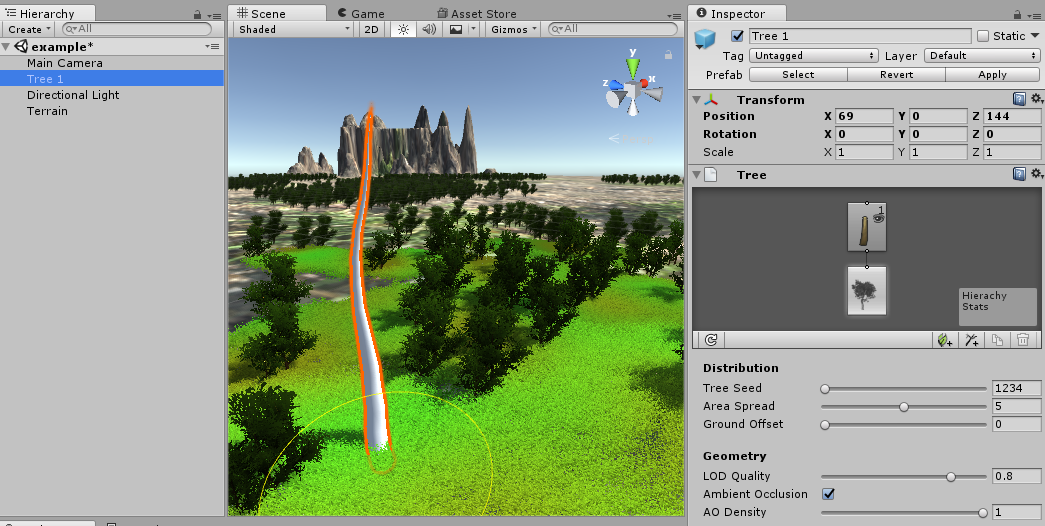 Hierarchy
Create
All
example*
Main Camera
Tree 1
Directional Light
Terrain
Scene
Game
Asset Store
Shaded
2D
Gizmos
All
y
z
x
Inspector
Tree 1
Static
Tag Untagged Layer Default
Prefab Select Revert Apply
Transform
Position X 69 Y 0 Z 144
Rotation X 0 Y 0 Z 0
Scale X 1 Y 1 Z 1
Tree
1
Hierachy
Stats
Distribution
Tree Seed 1234
Area Spread 5
Ground Offset 0
Geometry
LOD Quality 0.8
Ambient Occlusion
AO Density 1